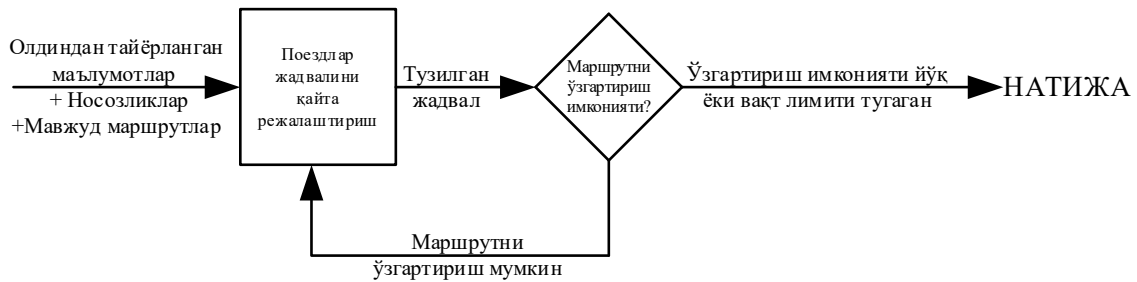 Олдиндан тайёрланган
маълумотлар
+ Носозликлар
+Мавжуд маршрутлар
Поездлар
жадвалини
қайта
режалаштириш
Тузилган
жадвал
Маршрутни
ўзгартириш
имконияти?
Ўзгартириш имконияти йўқ
ёки вақт лимити тугаган
НАТИЖА
Маршрутни
ўзгартириш мумкин